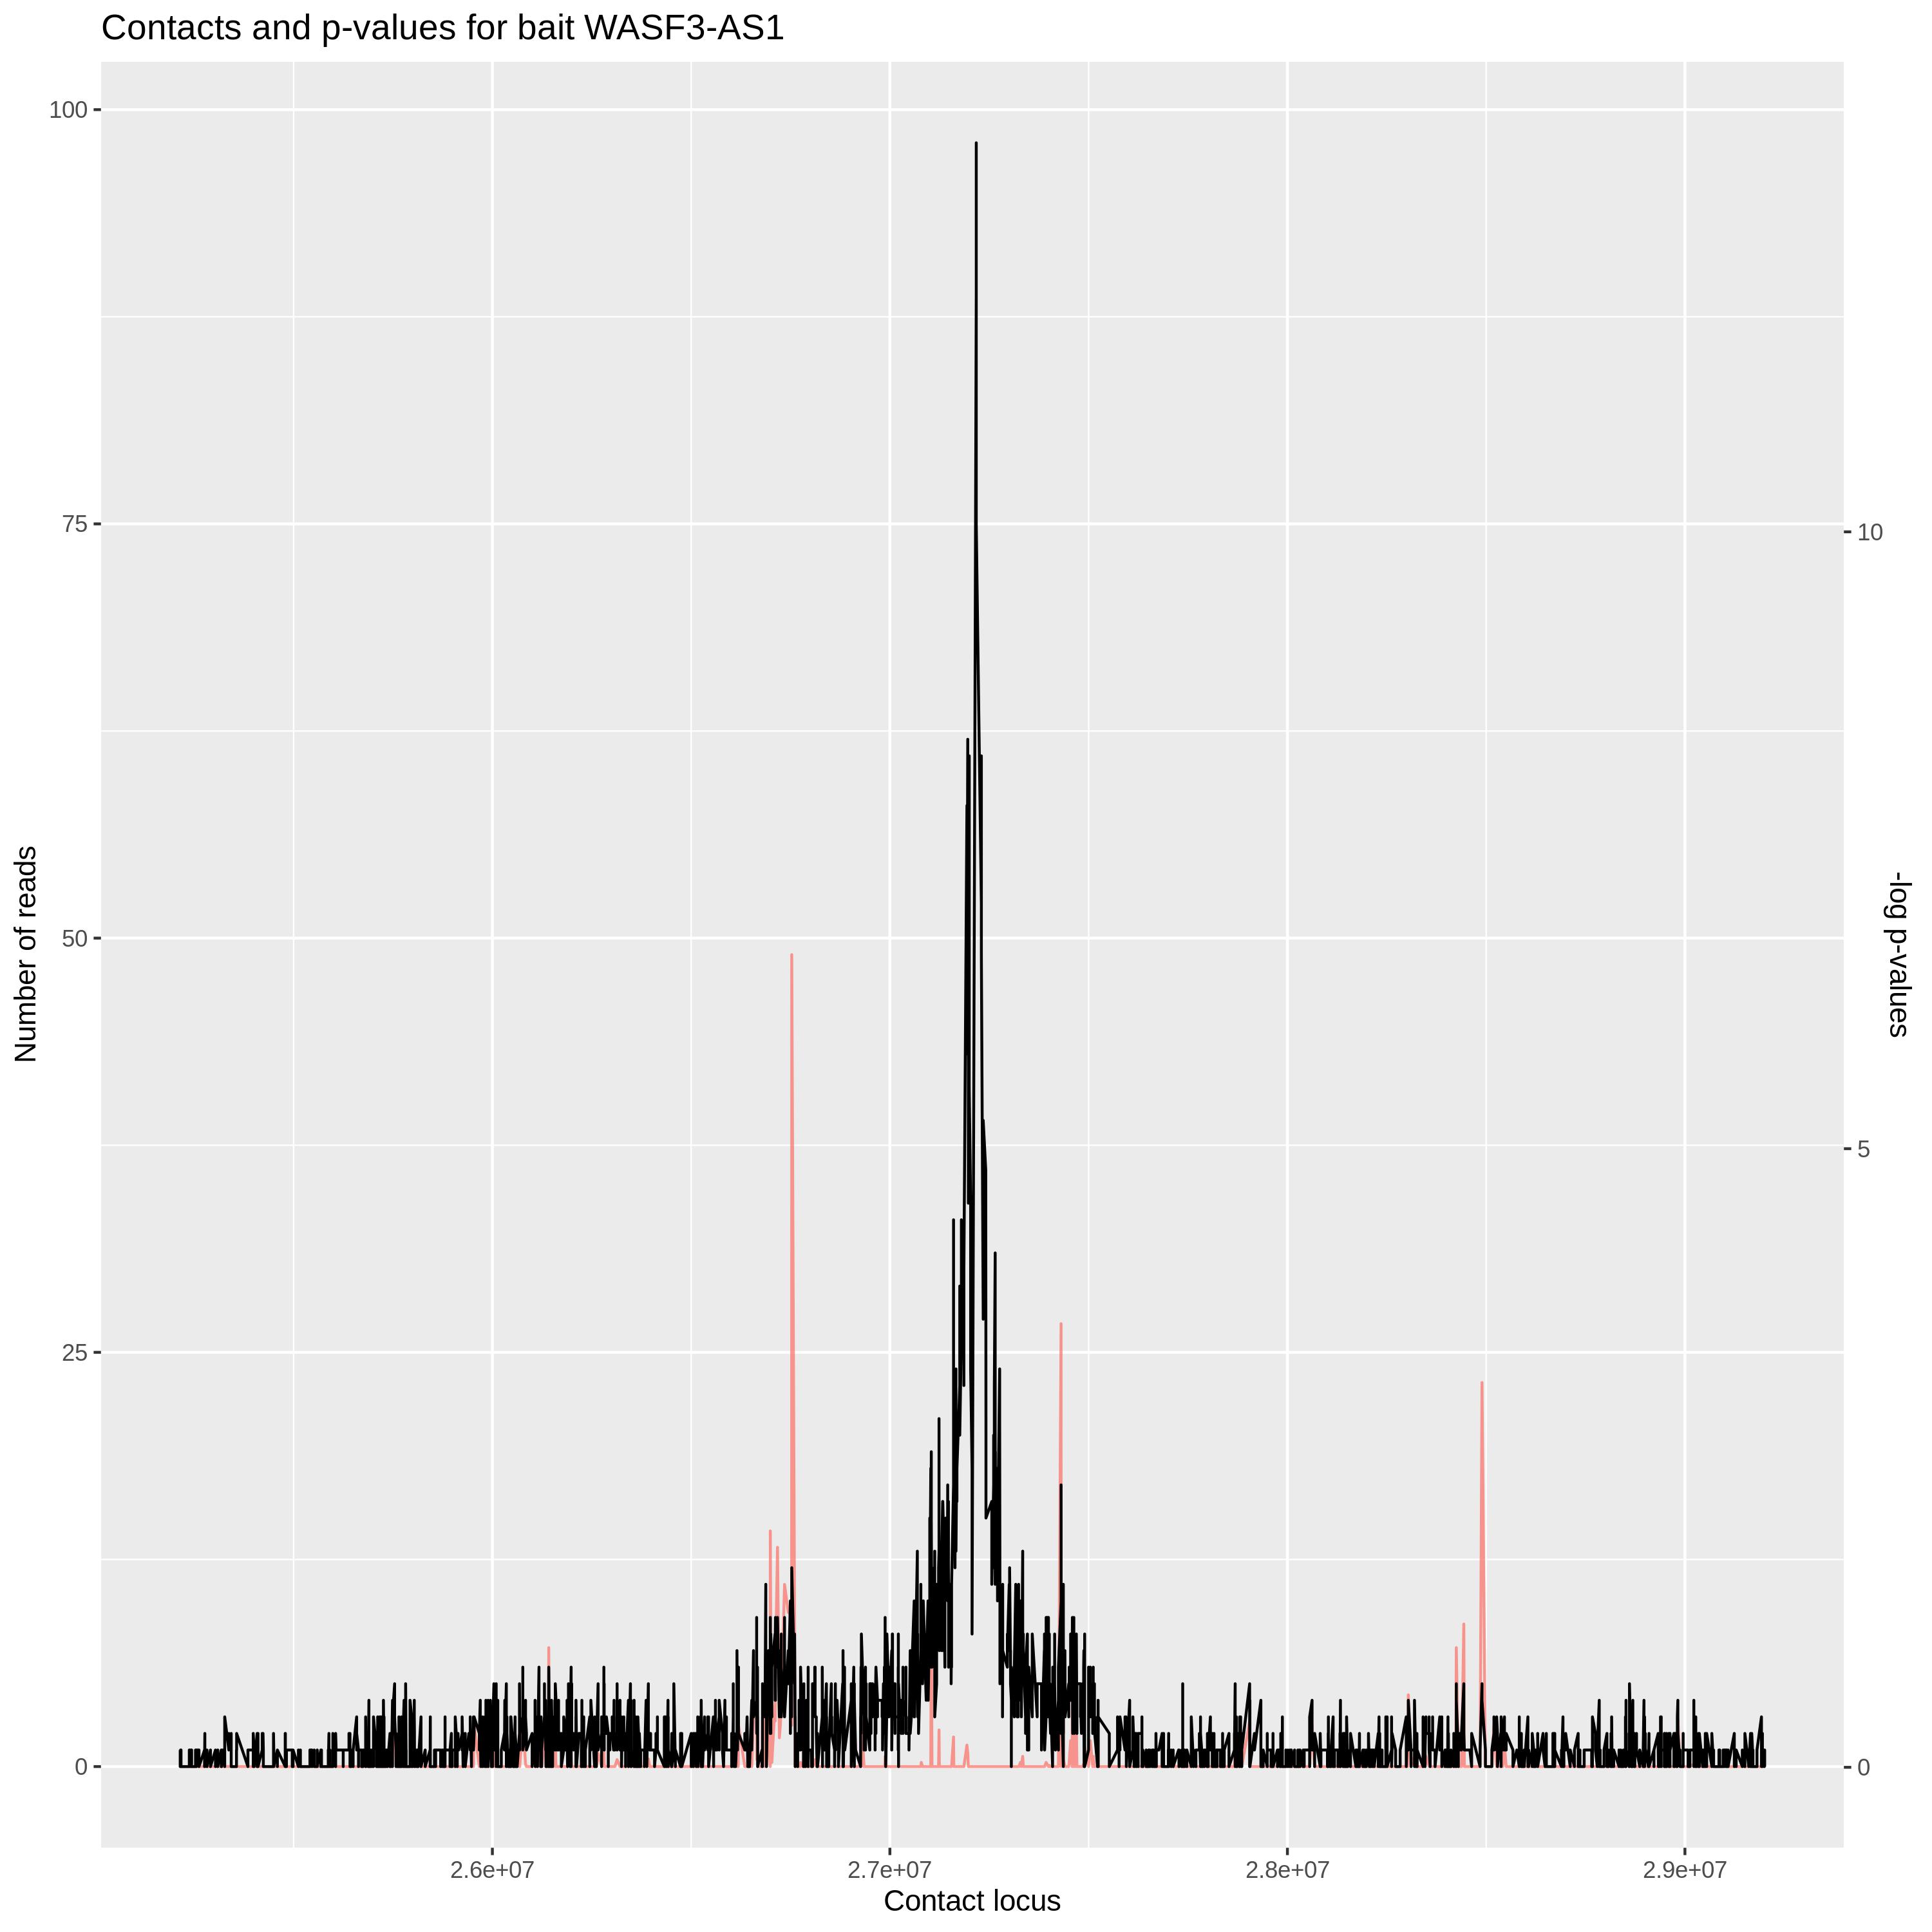 Contacts and p-values for bait WASF3-AS1
100
75
50
25
0
Number of reads
10
5
0
-log p-values
2.6e+07
2.7e+07
2.8e+07
2.9e+07
Contact locus